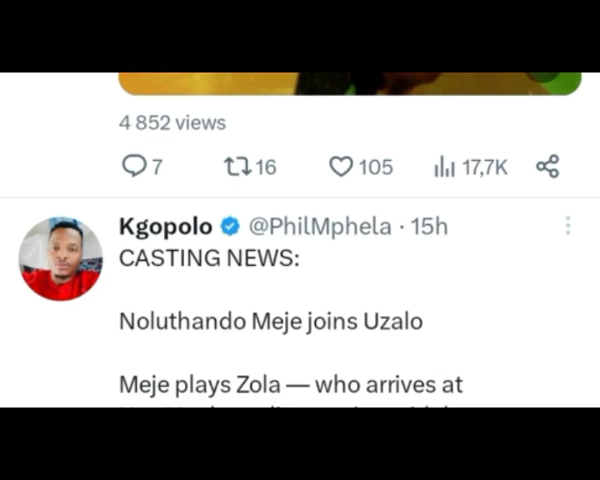 4 852 views
7 16 105 17,7K
Kgopolo @PhilMphela · 15h
CASTING NEWS:
Noluthando Meje joins Uzalo
Meje plays Zola — who arrives at